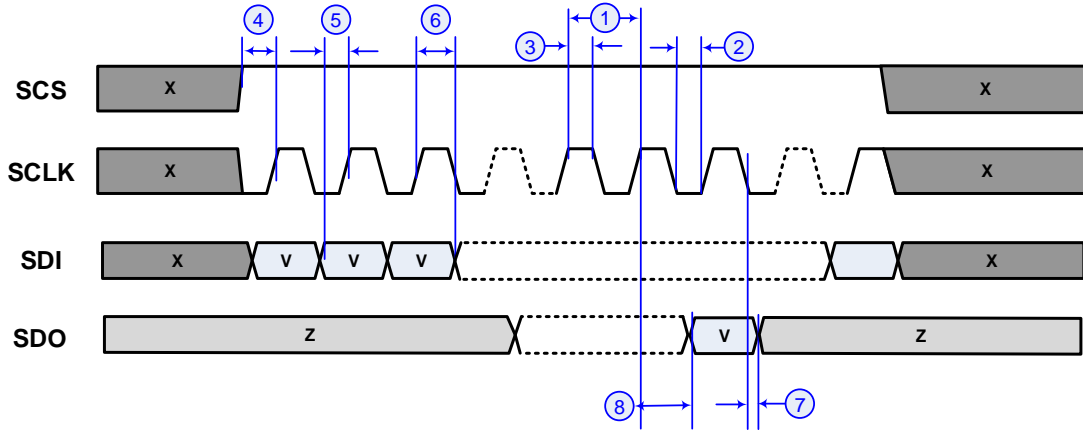 4 5 6 1
3 2
SCS X X
SCLK X X
SDI X V V V X
SDO Z V Z
8 7